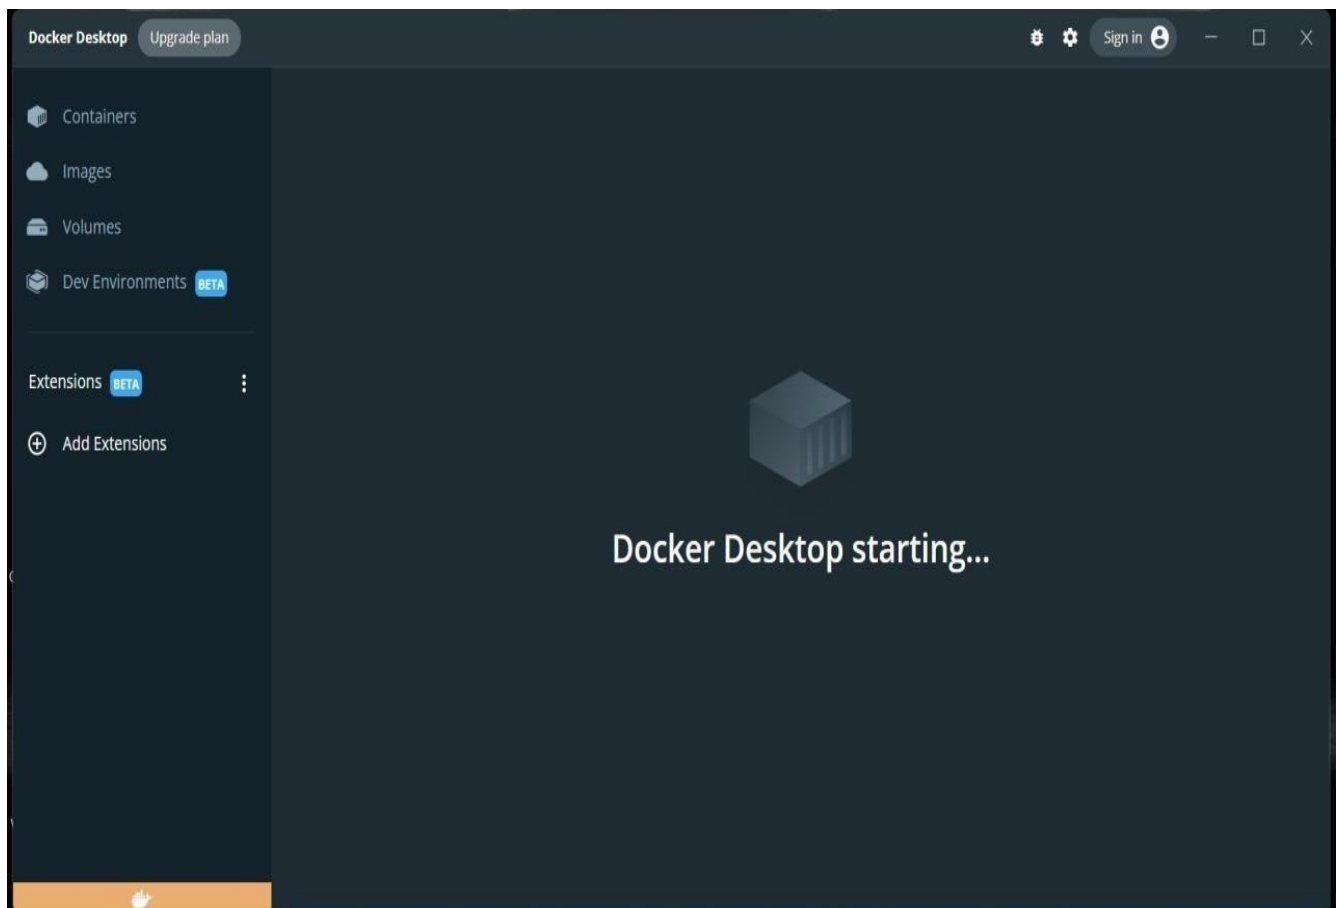 Docker Desktop Upgrade plan Sign in
Containers
Images
Volumes
Dev Environments BETA
Extensions BETA
Add Extensions
Docker Desktop starting...